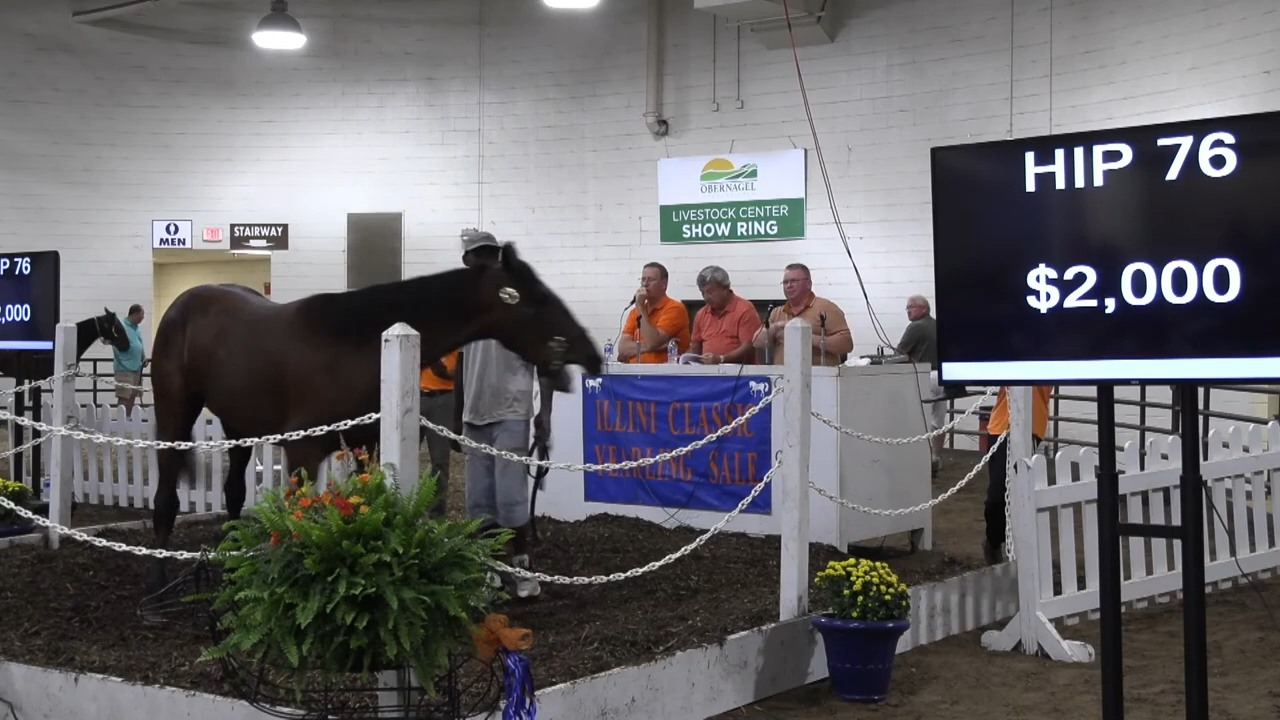 HIP 76
$2,000
OBERNAGEL
LIVESTOCK CENTER
SHOW RING
MEN
STAIRWAY
P 76
,000
ILLINI CLASSIC
YEARLING SALE